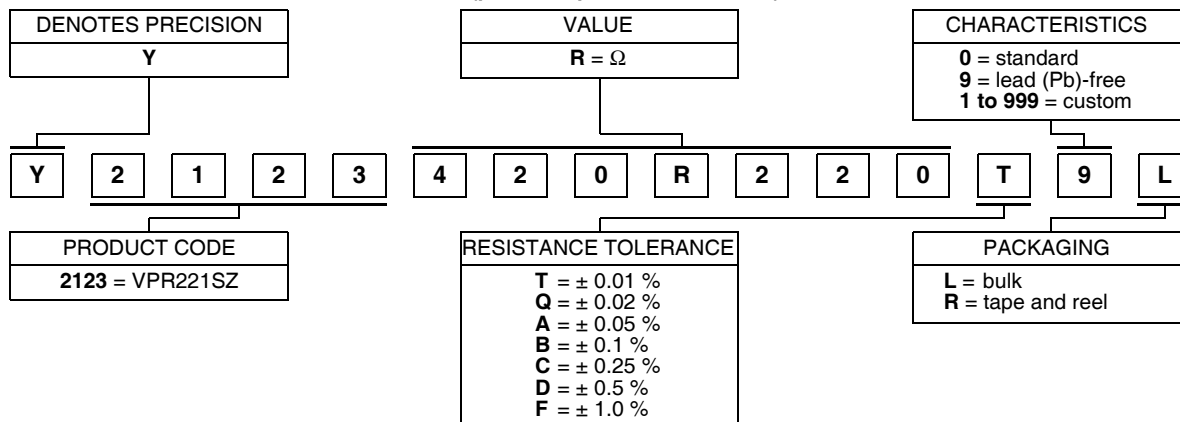 DENOTES PRECISION
Y
VALUE
R = Ω
CHARACTERISTICS
0 = standard
9 = lead (Pb)-free
1 to 999 = custom
Y 2 1 2 3 4 2 0 R 2 2 0 T 9 L
PRODUCT CODE
2123 = VPR221SZ
RESISTANCE TOLERANCE
T = ± 0.01 %
Q = ± 0.02 %
A = ± 0.05 %
B = ± 0.1 %
C = ± 0.25 %
D = ± 0.5 %
F = ± 1.0 %
PACKAGING
L = bulk
R = tape and reel